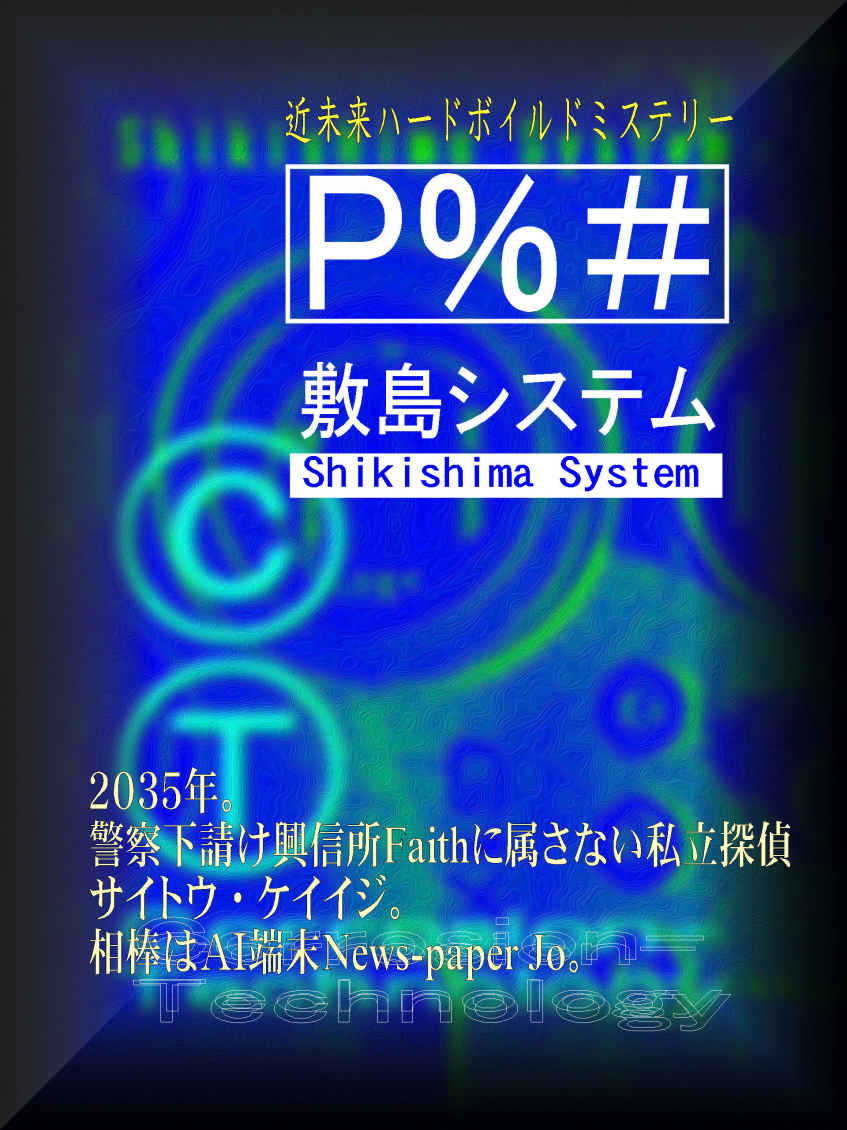 近未来ハードボイルドミステリー
P%#
敷島システム
Shikishima System
C
T
2035年。
警察下請け興信所Faithに属さない私立探偵
サイトウ・ケイイジ。
相棒はAI端末News-paper Jo。
Corrosion=
Technology